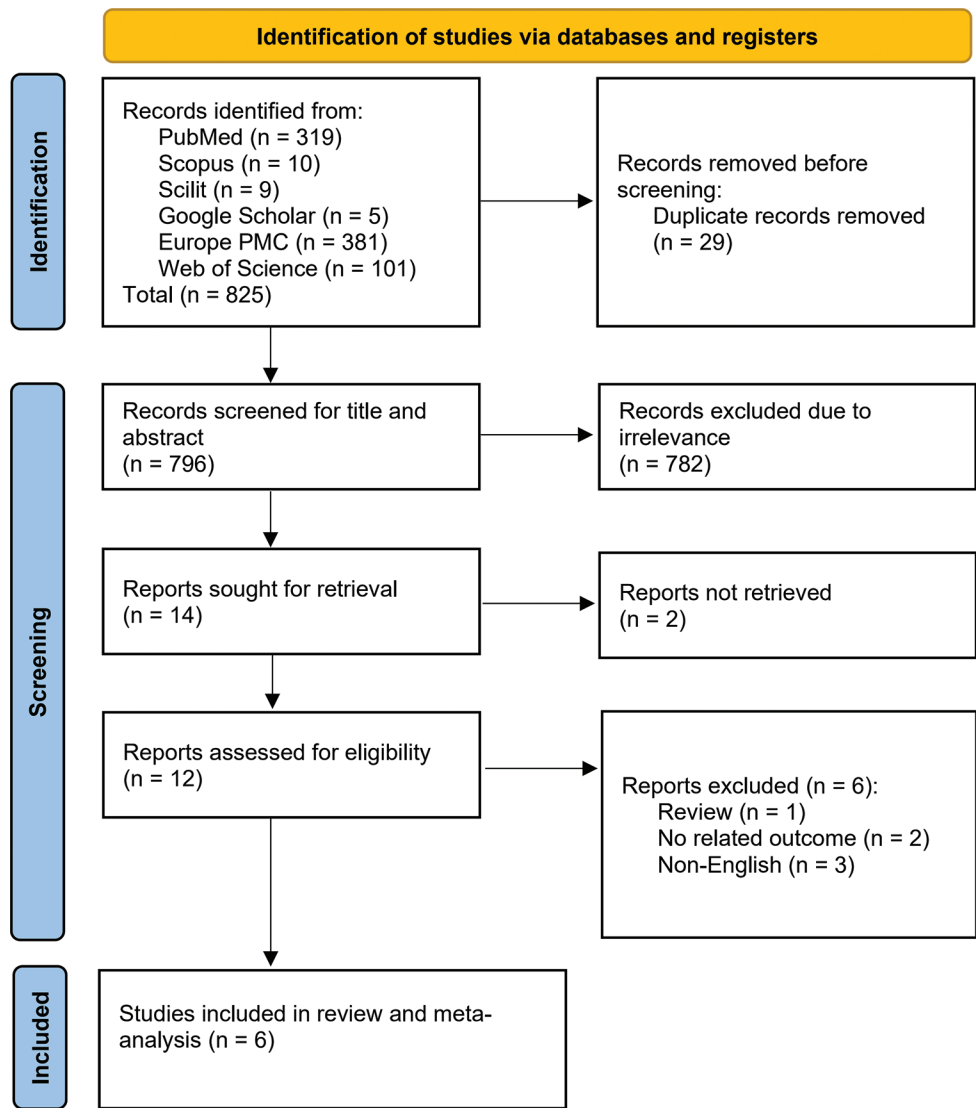 Identification of studies via databases and registers
Identification
Records identified from:
PubMed (n = 319)
Scopus (n = 10)
Scilit (n = 9)
Google Scholar (n = 5)
Europe PMC (n = 381)
Web of Science (n = 101)
Total (n = 825)
Records removed before
screening:
Duplicate records removed
(n = 29)
Screening
Records screened for title and
abstract
(n = 796)
Records excluded due to
irrelevance
(n = 782)
Reports sought for retrieval
(n = 14)
Reports not retrieved
(n = 2)
Reports assessed for eligibility
(n = 12)
Reports excluded (n = 6):
Review (n = 1)
No related outcome (n = 2)
Non-English (n = 3)
Included
Studies included in review and meta-
analysis (n = 6)